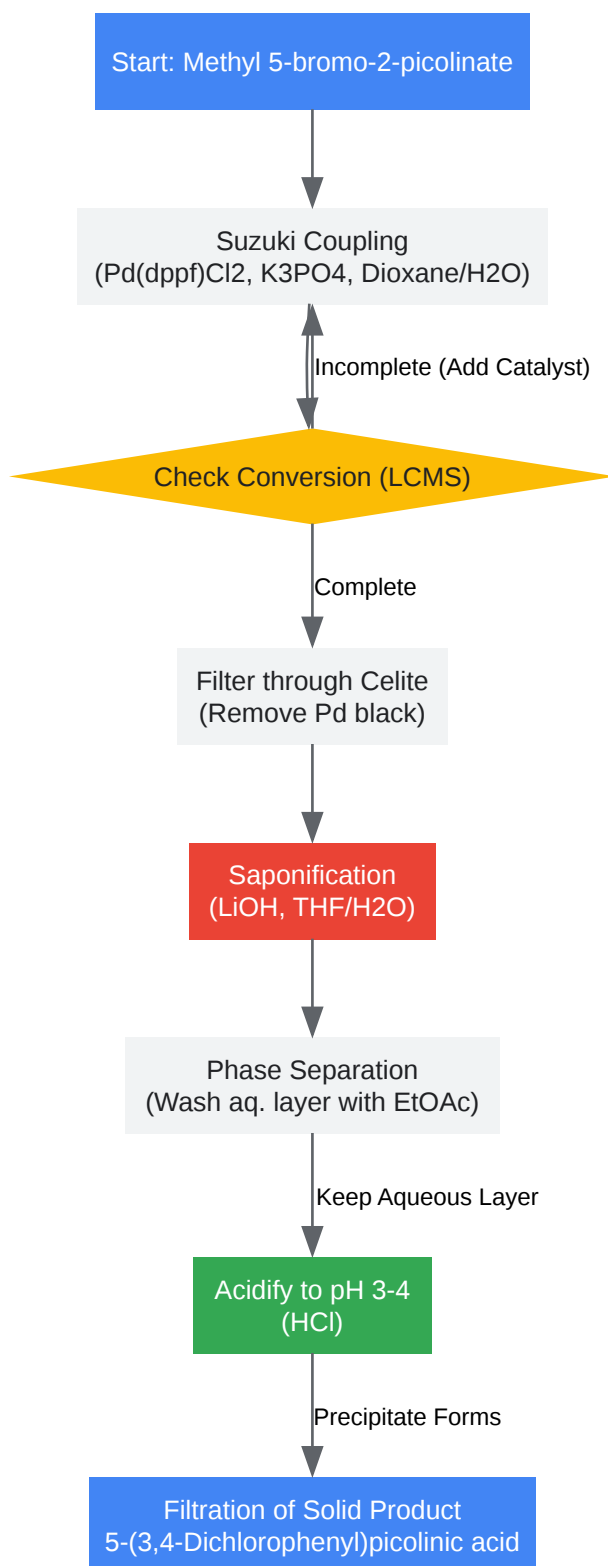 Start: Methyl 5-bromo-2-picolinate
Suzuki Coupling
(Pd(dppf)Cl2, K3PO4, Dioxane/H2O)
Incomplete (Add Catalyst)
Check Conversion (LCMS)
Complete
Filter through Celite
(Remove Pd black)
Saponification
(LiOH, THF/H2O)
Phase Separation
(Wash aq. layer with EtOAc)
Keep Aqueous Layer
Acidify to pH 3-4
(HCl)
Precipitate Forms
Filtration of Solid Product
5-(3,4-Dichlorophenyl)picolinic acid